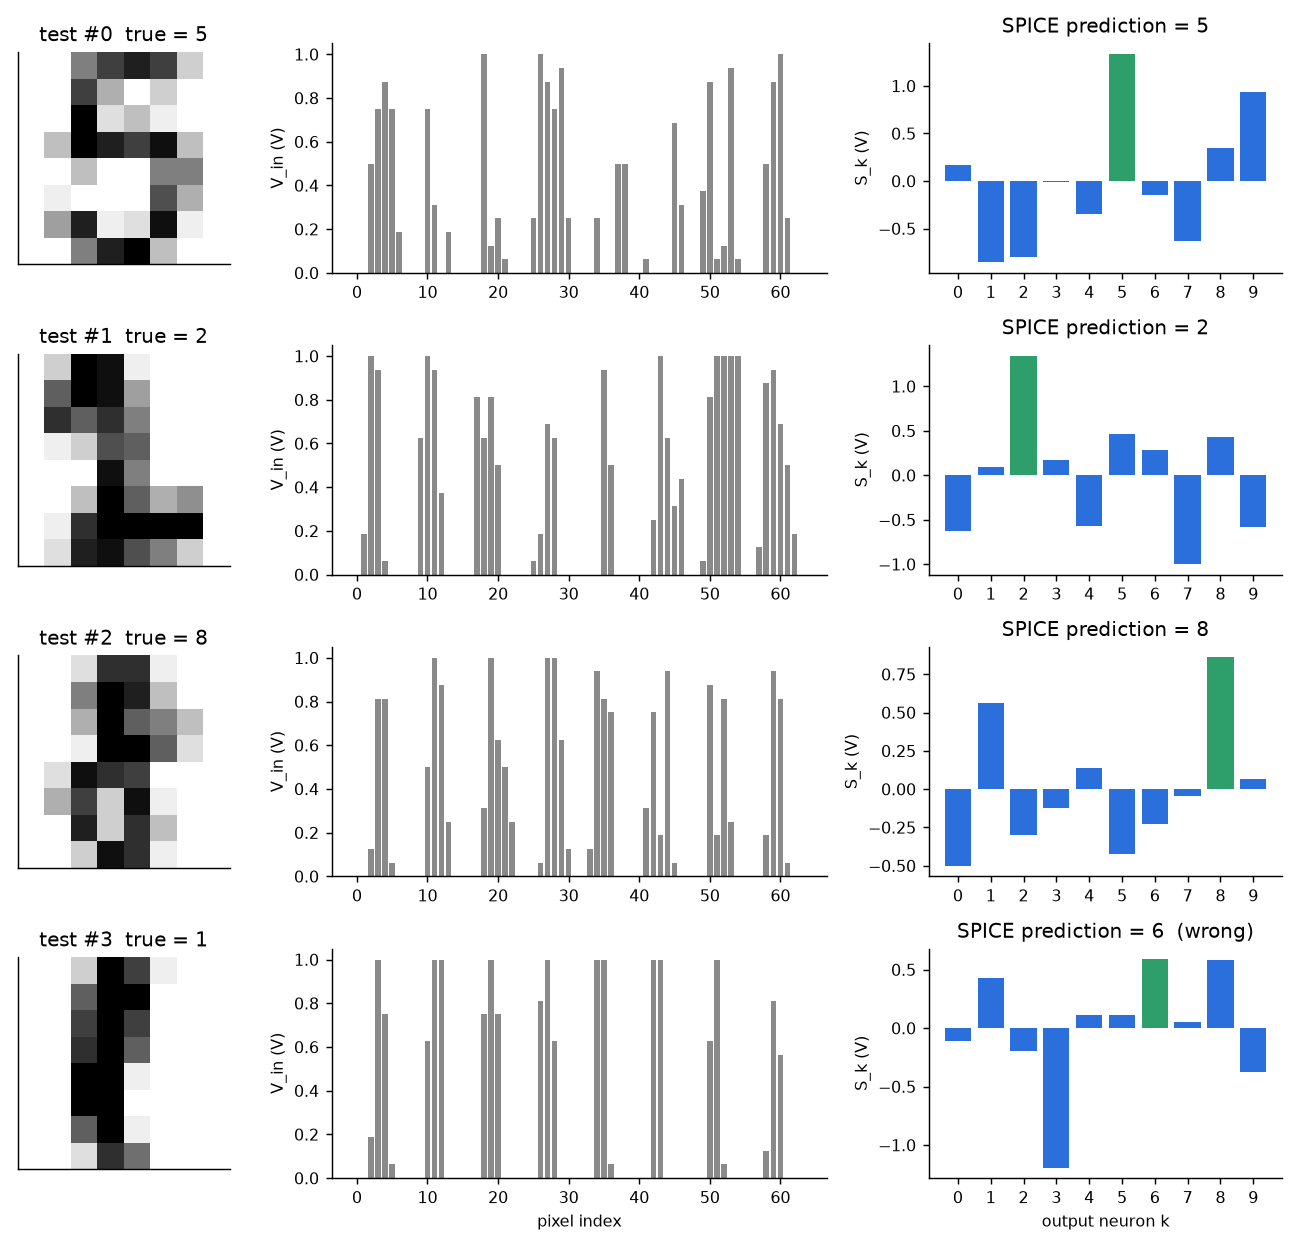 test #0  true = 5
SPICE prediction = 5
V_in (V)
1.0
0.8
0.6
0.4
0.2
0.0
0 10 20 30 40 50 60
S_k (V)
1.0
0.5
0.0
−0.5
0 1 2 3 4 5 6 7 8 9
test #1  true = 2
SPICE prediction = 2
V_in (V)
1.0
0.8
0.6
0.4
0.2
0.0
0 10 20 30 40 50 60
S_k (V)
1.0
0.5
0.0
−0.5
−1.0
0 1 2 3 4 5 6 7 8 9
test #2  true = 8
SPICE prediction = 8
V_in (V)
1.0
0.8
0.6
0.4
0.2
0.0
0 10 20 30 40 50 60
S_k (V)
0.75
0.50
0.25
0.00
−0.25
−0.50
0 1 2 3 4 5 6 7 8 9
test #3  true = 1
SPICE prediction = 6  (wrong)
V_in (V)
1.0
0.8
0.6
0.4
0.2
0.0
0 10 20 30 40 50 60
pixel index
S_k (V)
0.5
0.0
−0.5
−1.0
0 1 2 3 4 5 6 7 8 9
output neuron k